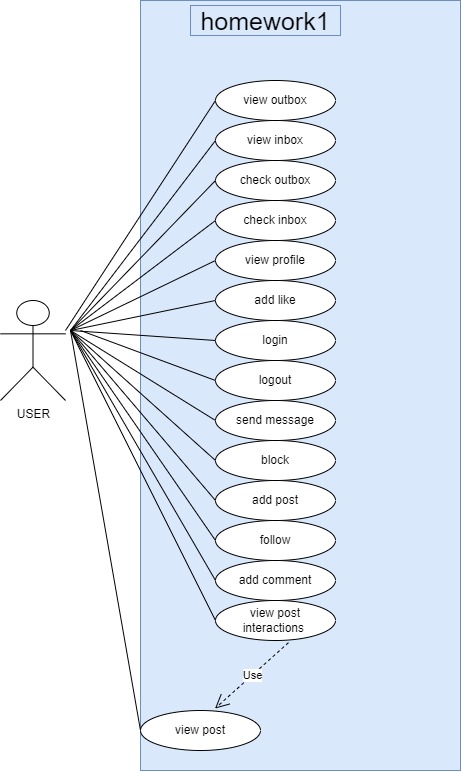 homework1
view outbox
view inbox
check outbox
check inbox
view profile
add like
login
logout
USER
send message
block
add post
follow
add comment
view post
interactions
Use
view post